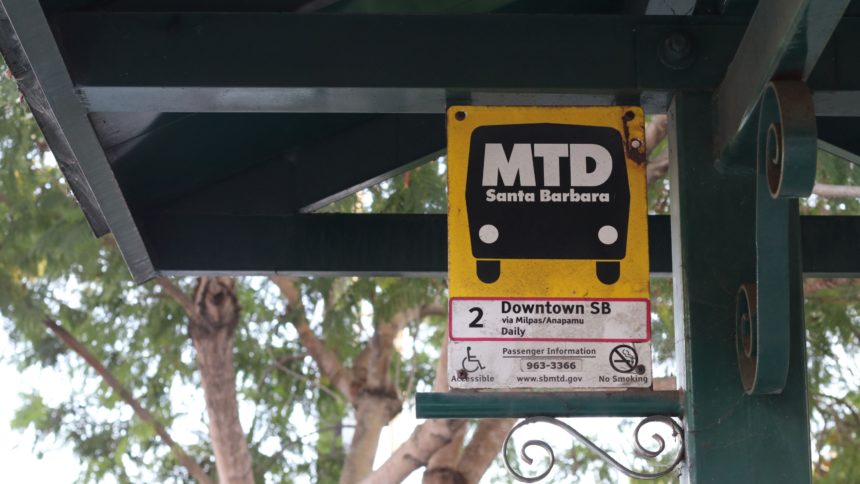 MTD
Santa Barbara
2 Downtown SB
via Milpas/Anapamu
Daily
Passenger Information
963-3366
Accessible www.sbmtd.gov No Smoking